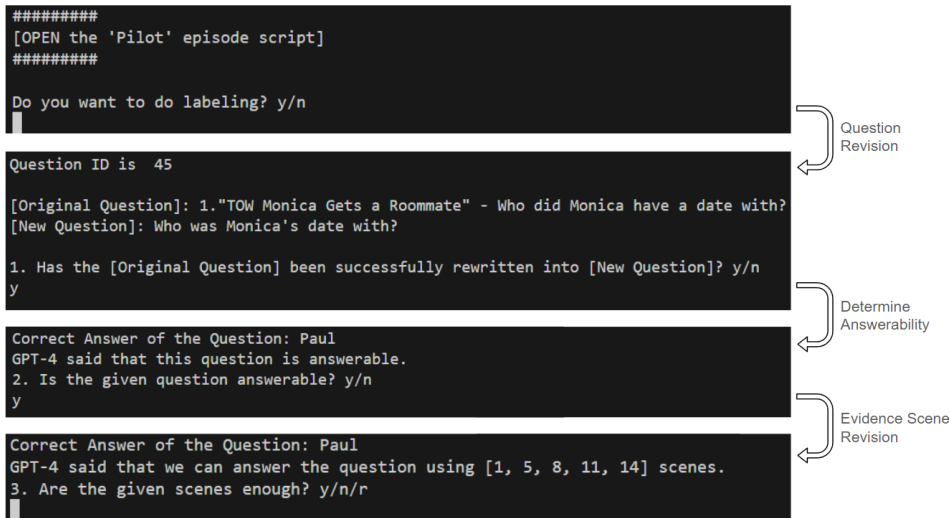 #########
[OPEN the 'Pilot' episode script]
#########
Do you want to do labeling? y/n
Question
Revision
Question ID is  45
[Original Question]: 1."TOW Monica Gets a Roommate" - Who did Monica have a date with?
[New Question]: Who was Monica's date with?
1. Has the [Original Question] been successfully rewritten into [New Question]? y/n
y
Determine
Answerability
Correct Answer of the Question: Paul
GPT-4 said that this question is answerable.
2. Is the given question answerable? y/n
y
Evidence Scene
Revision
Correct Answer of the Question: Paul
GPT-4 said that we can answer the question using [1, 5, 8, 11, 14] scenes.
3. Are the given scenes enough? y/n/r